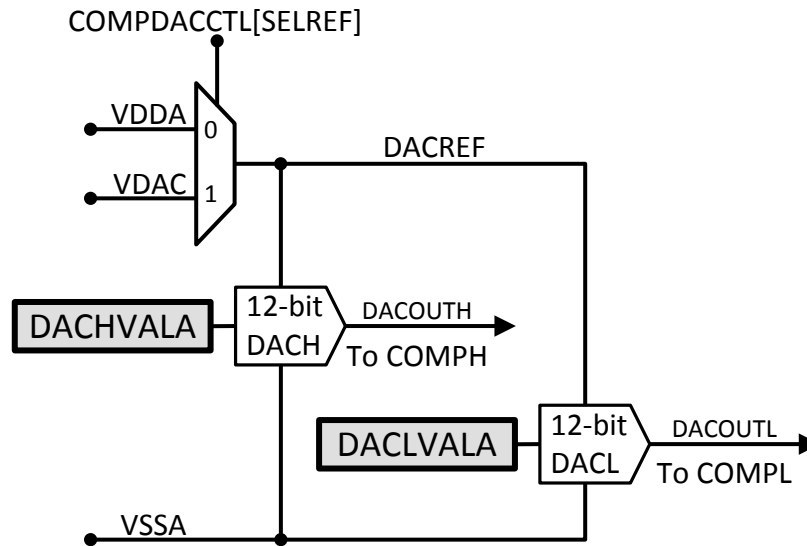 COMPDACCTL[SELREF]
VDDA
0
DACREF
VDAC
1
12-bit
DACH
DACHVALA
DACOUTH
To COMPH
12-bit
DACL
DACLVALA
DACOUTL
To COMPL
VSSA